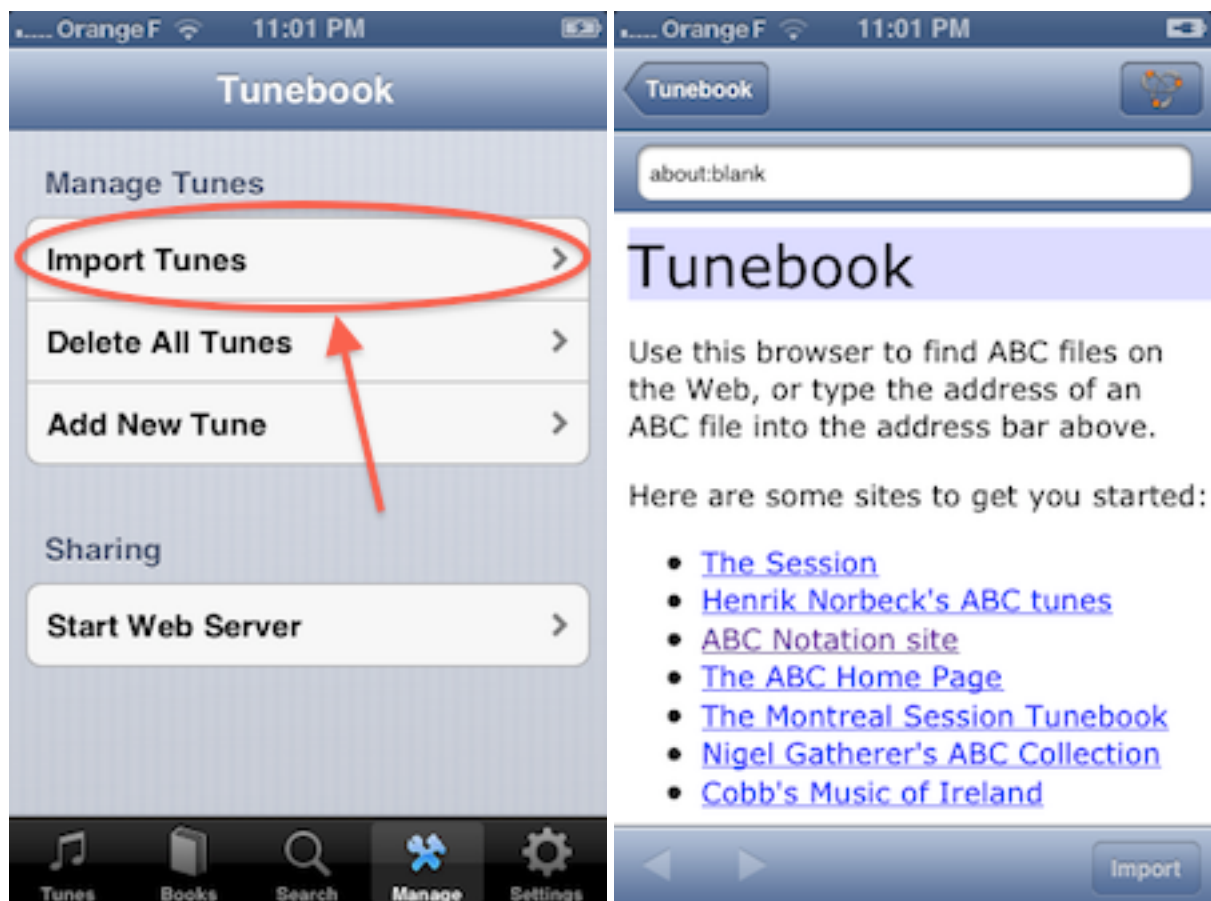 OrangeF 11:01 PM
Tunebook
Manage Tunes
Import Tunes
Delete All Tunes
Add New Tune
Sharing
Start Web Server
Tunes Books Search Manage Settings
OrangeF 11:01 PM
Tunebook
about:blank
Tunebook
Use this browser to find ABC files on
the Web, or type the address of an
ABC file into the address bar above.
Here are some sites to get you started:
• The Session
• Henrik Norbeck's ABC tunes
• ABC Notation site
• The ABC Home Page
• The Montreal Session Tunebook
• Nigel Gatherer's ABC Collection
• Cobb's Music of Ireland
Import